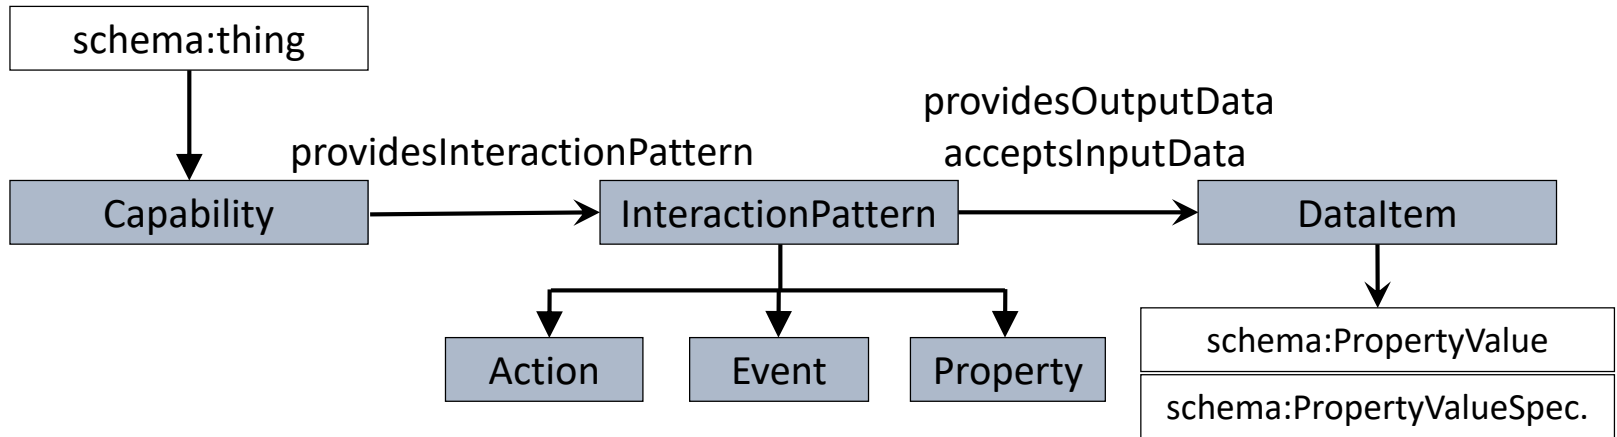 schema:thing
providesOutputData
providesInteractionPattern
acceptsInputData
Capability
InteractionPattern
DataItem
Action
Event
Property
schema:PropertyValue
schema:PropertyValueSpec.